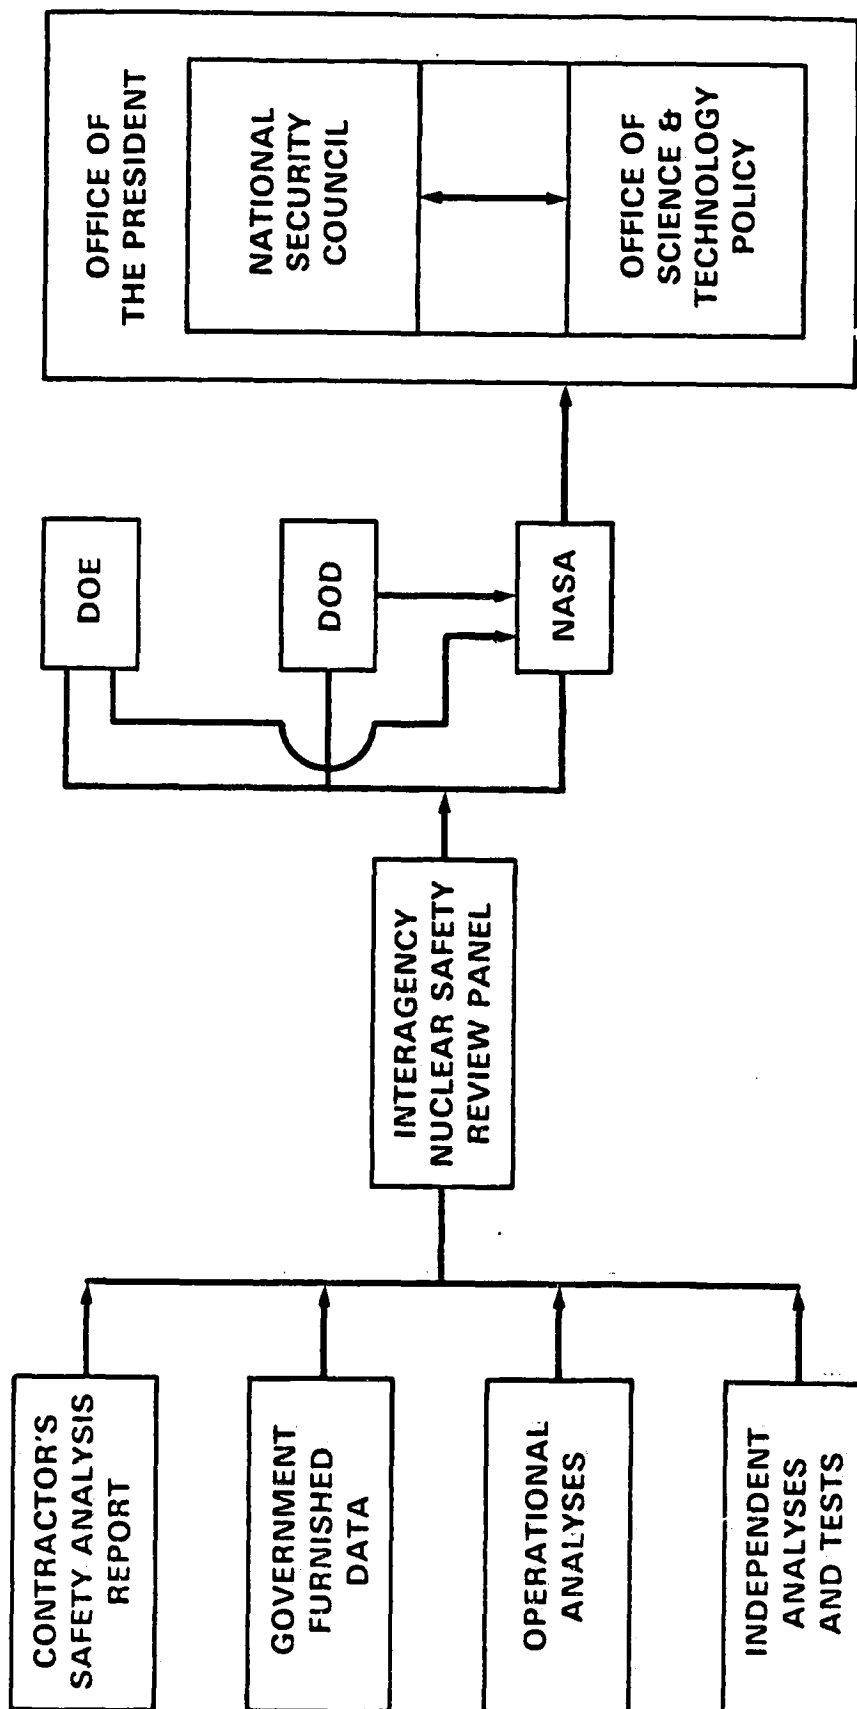 CONTRACTOR'S
SAFETY ANALYSIS
REPORT
GOVERNMENT
FURNISHED
DATA
OPERATIONAL
ANALYSES
INDEPENDENT
ANALYSES
AND TESTS
INTERAGENCY
NUCLEAR SAFETY
REVIEW PANEL
DOE
DOD
NASA
OFFICE OF
THE PRESIDENT
NATIONAL
SECURITY
COUNCIL
OFFICE OF
SCIENCE &
TECHNOLOGY
POLICY